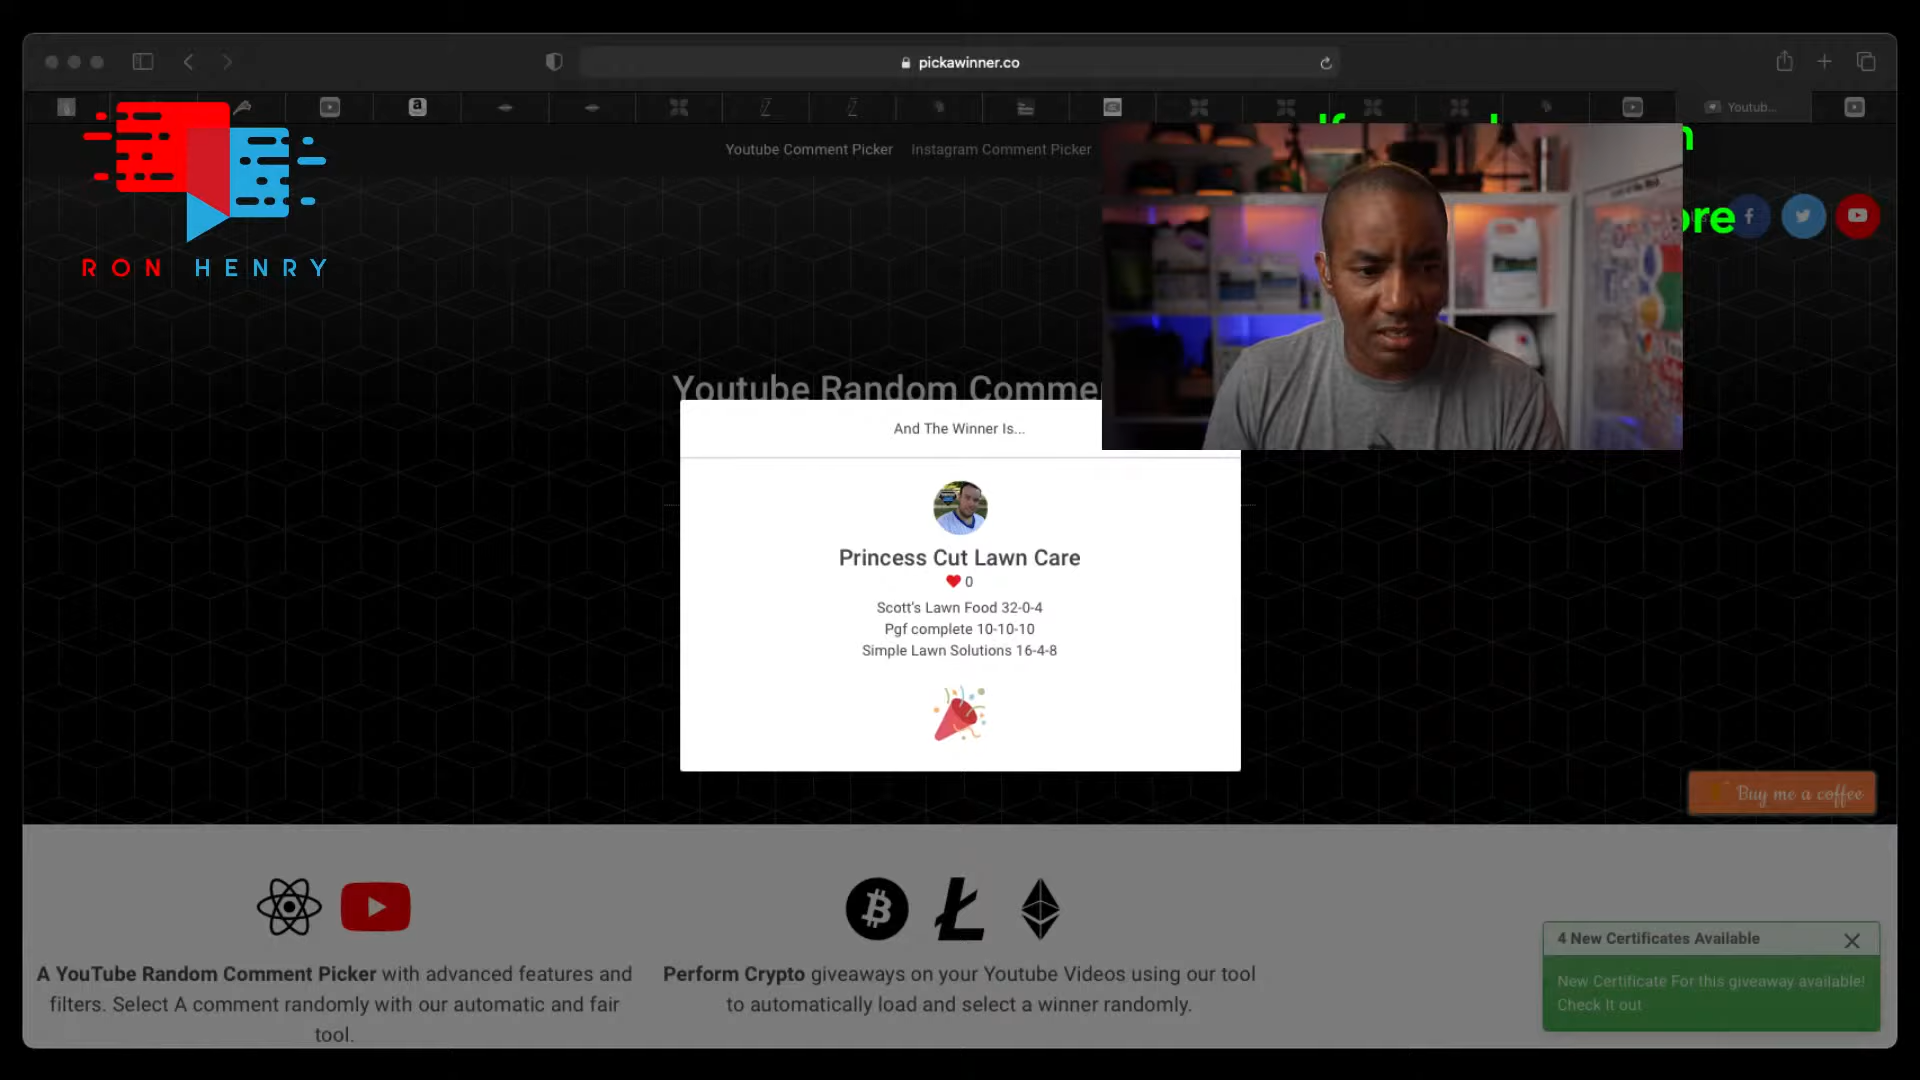 pickawinner.co
Youtub...
Youtube Comment Picker
Instagram Comment Picker
RON HENRY
Youtube Random Comme
And The Winner Is...
Princess Cut Lawn Care
0
Scott's Lawn Food 32-0-4
Pgf complete 10-10-10
Simple Lawn Solutions 16-4-8
Buy me a coffee
A YouTube Random Comment Picker with advanced features and
filters. Select A comment randomly with our automatic and fair
tool.
Perform Crypto giveaways on your Youtube Videos using our tool
to automatically load and select a winner randomly.
4 New Certificates Available
New Certificate For this giveaway available!
Check It out